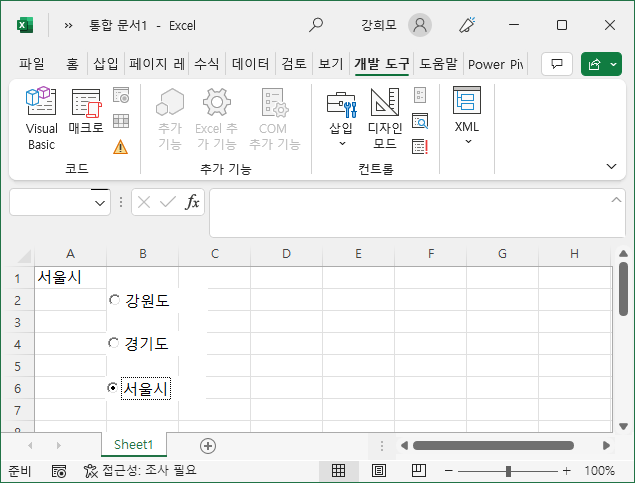 통합 문서1 - Excel 강희모
파일 홈 삽입 페이지 레 수식 데이터 검토 보기 개발 도구 도움말 Power Piv
Visual Basic 매크로 추가 기능 Excel 추가 기능 COM 추가 기능 삽입 디자인 모드 XML
코드 추가 기능 컨트롤
fx
A B C D E F G H
1 서울시
2 강원도
3
4 경기도
5
6 서울시
7
Sheet1
준비 접근성: 조사 필요 100%